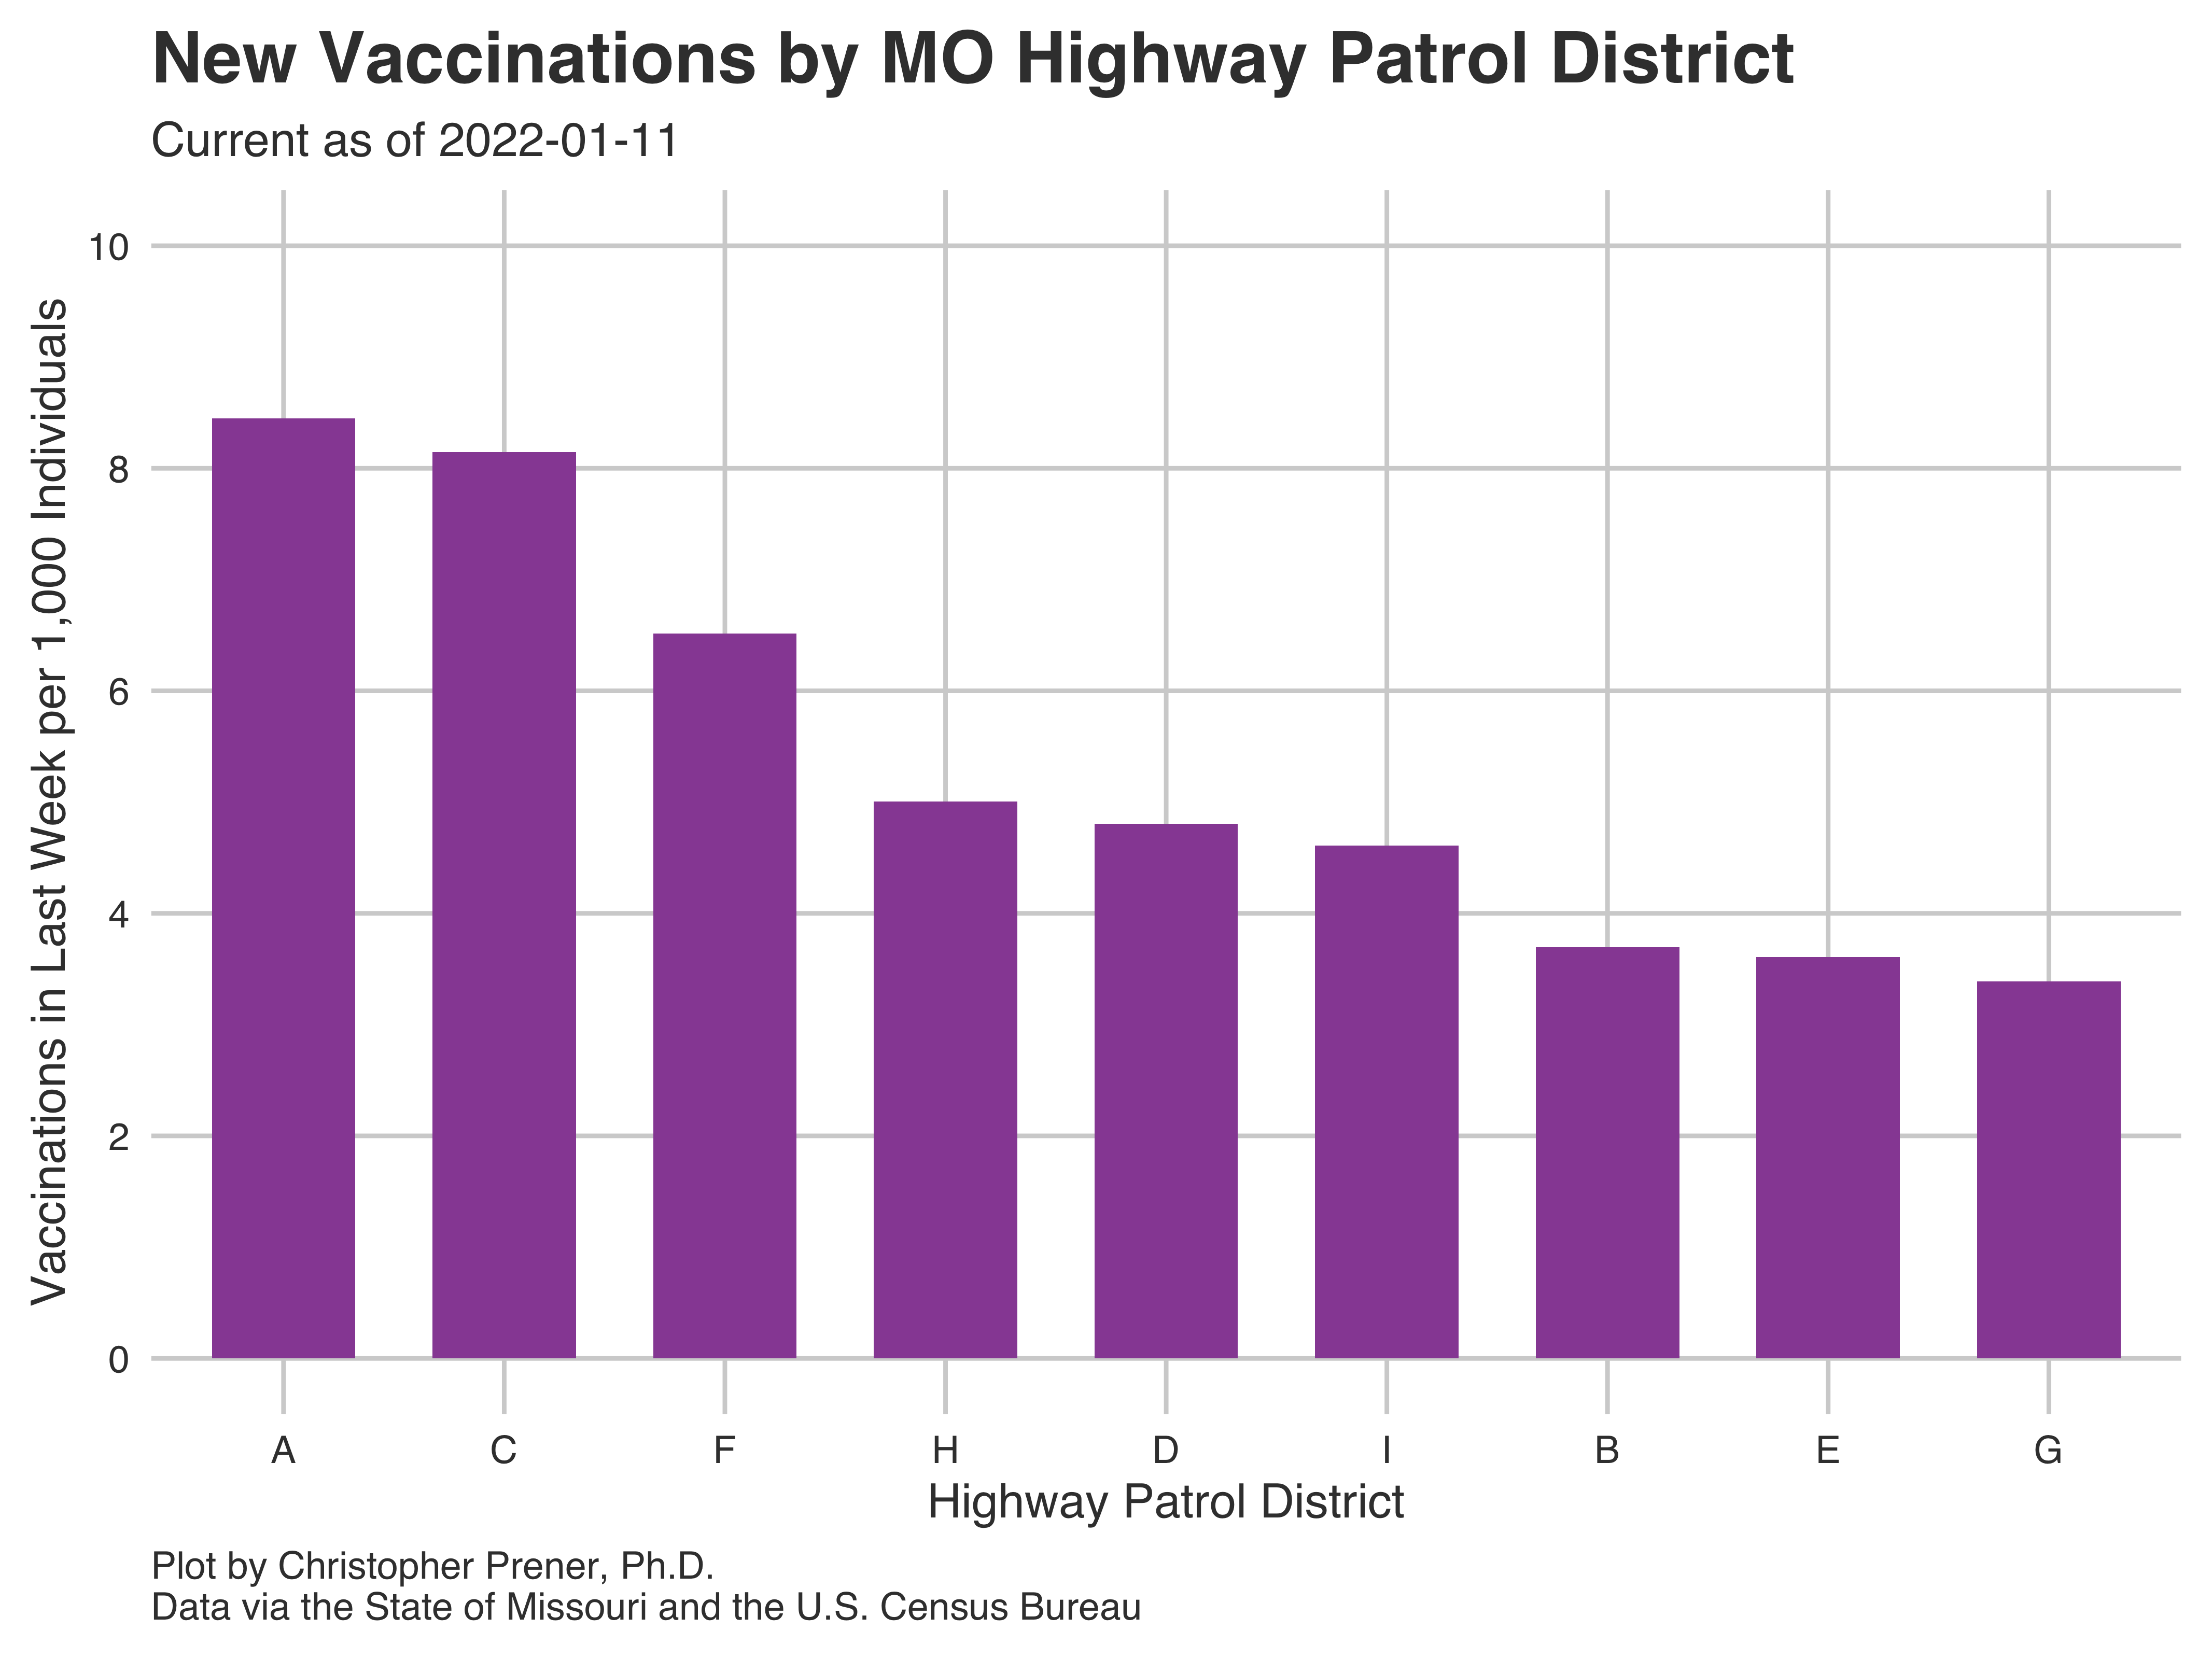 New Vaccinations by MO Highway Patrol District
Current as of 2022-01-11
Vaccinations in Last Week per 1,000 Individuals
10
8
6
4
2
0
A C F H D I B E G
Highway Patrol District
Plot by Christopher Prener, Ph.D.
Data via the State of Missouri and the U.S. Census Bureau